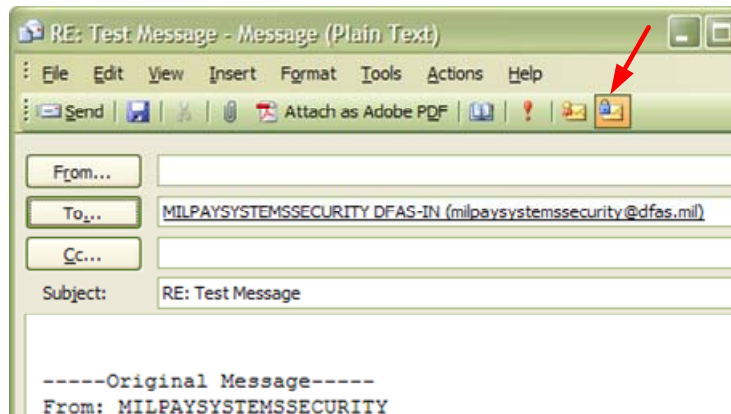 RE: Test Message - Message (Plain Text)
File Edit View Insert Format Tools Actions Help
Send Attach as Adobe PDF
From...
To... MILPAYSYSTEMSSECURITY DFAS-IN (milpaysystemssecurity@dfas.mil)
Cc...
Subject: RE: Test Message
-----Original Message-----
From: MILPAYSYSTEMSSECURITY